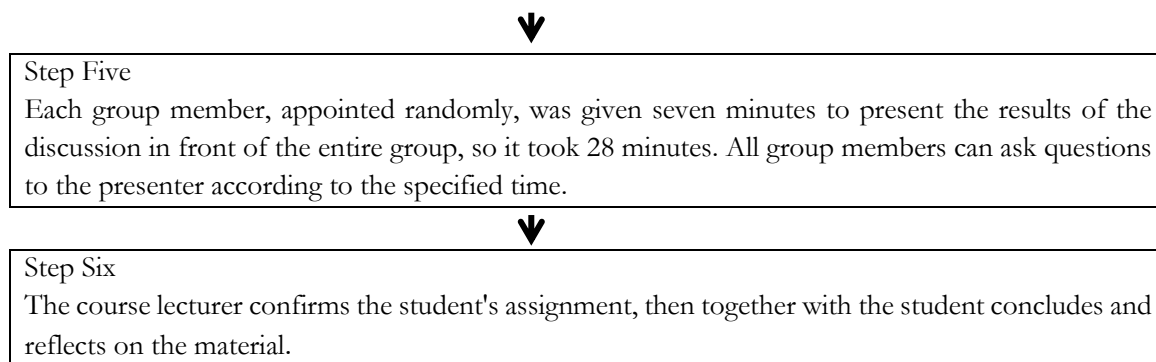 Step Five
Each group member, appointed randomly, was given seven minutes to present the results of the
discussion in front of the entire group, so it took 28 minutes. All group members can ask questions
to the presenter according to the specified time.
Step Six
The course lecturer confirms the student's assignment, then together with the student concludes and
reflects on the material.